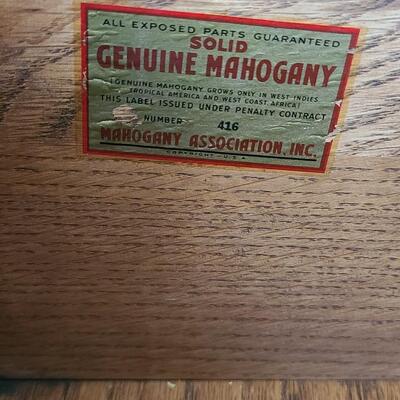 ALL EXPOSED PARTS GUARANTEED
SOLID
GENUINE MAHOGANY
(GENUINE MAHOGANY GROWS ONLY IN WEST INDIES
TROPICAL AMERICA AND WEST COAST AFRICA)
THIS LABEL ISSUED UNDER PENALTY CONTRACT
NUMBER 416
MAHOGANY ASSOCIATION, INC.
COPYRIGHT - U.S.A